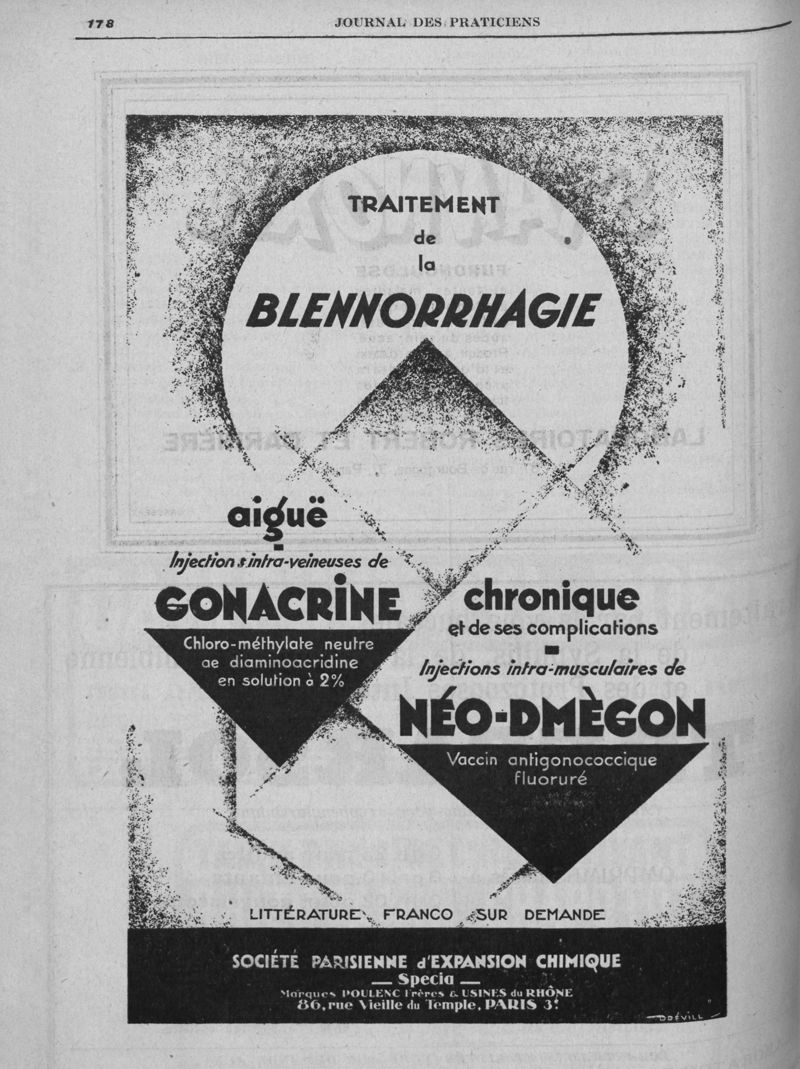 178
JOURNAL DES PRATICIENS
TRAITEMENT
de
la
BLENNORRHAGIE
aiguë
Injections intra-veineuses de
GONACRINE
Chloro-méthylate neutre
de diaminoacridine
en solution à 2%
chronique
et de ses complications
Injections intra-musculaires de
NÉO-DMÈGON
Vaccin antigonococcique
fluoruré
LITTÉRATURE FRANCO SUR DEMANDE
SOCIÉTÉ PARISIENNE d'EXPANSION CHIMIQUE
— Specia —
Marques POULENC Frères & USINES du RHÔNE
86, rue Vieille du Temple, PARIS 3e
DDÉVILL